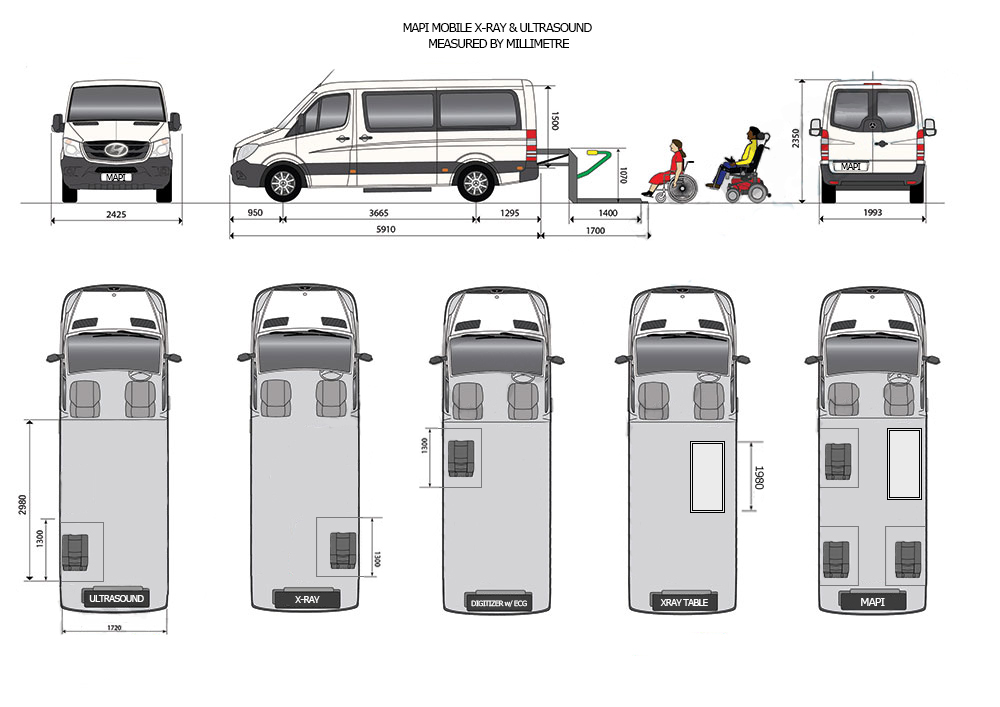 MAPI MOBILE X-RAY & ULTRASOUND
MEASURED BY MILLIMETRE
MAPI
1500
1070
2350
MAPI
2425
950
3665
1295
1400
1993
5910
1700
2980
1300
1300
1300
1980
ULTRASOUND
X-RAY
DIGITIZER w/ ECG
XRAY TABLE
MAPI
1720